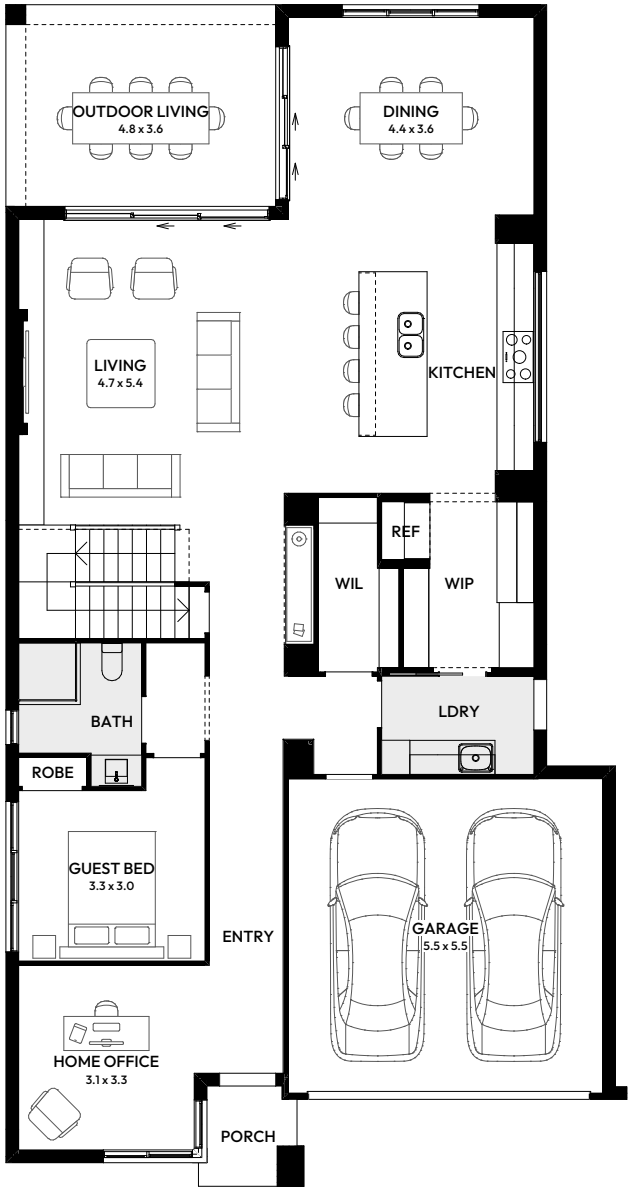 OUTDOOR LIVING
4.8 x 3.6
DINING
4.4 x 3.6
LIVING
4.7 x 5.4
KITCHEN
REF
WIL
WIP
BATH
LDRY
ROBE
GUEST BED
3.3 x 3.0
ENTRY
GARAGE
5.5 x 5.5
HOME OFFICE
3.1 x 3.3
PORCH